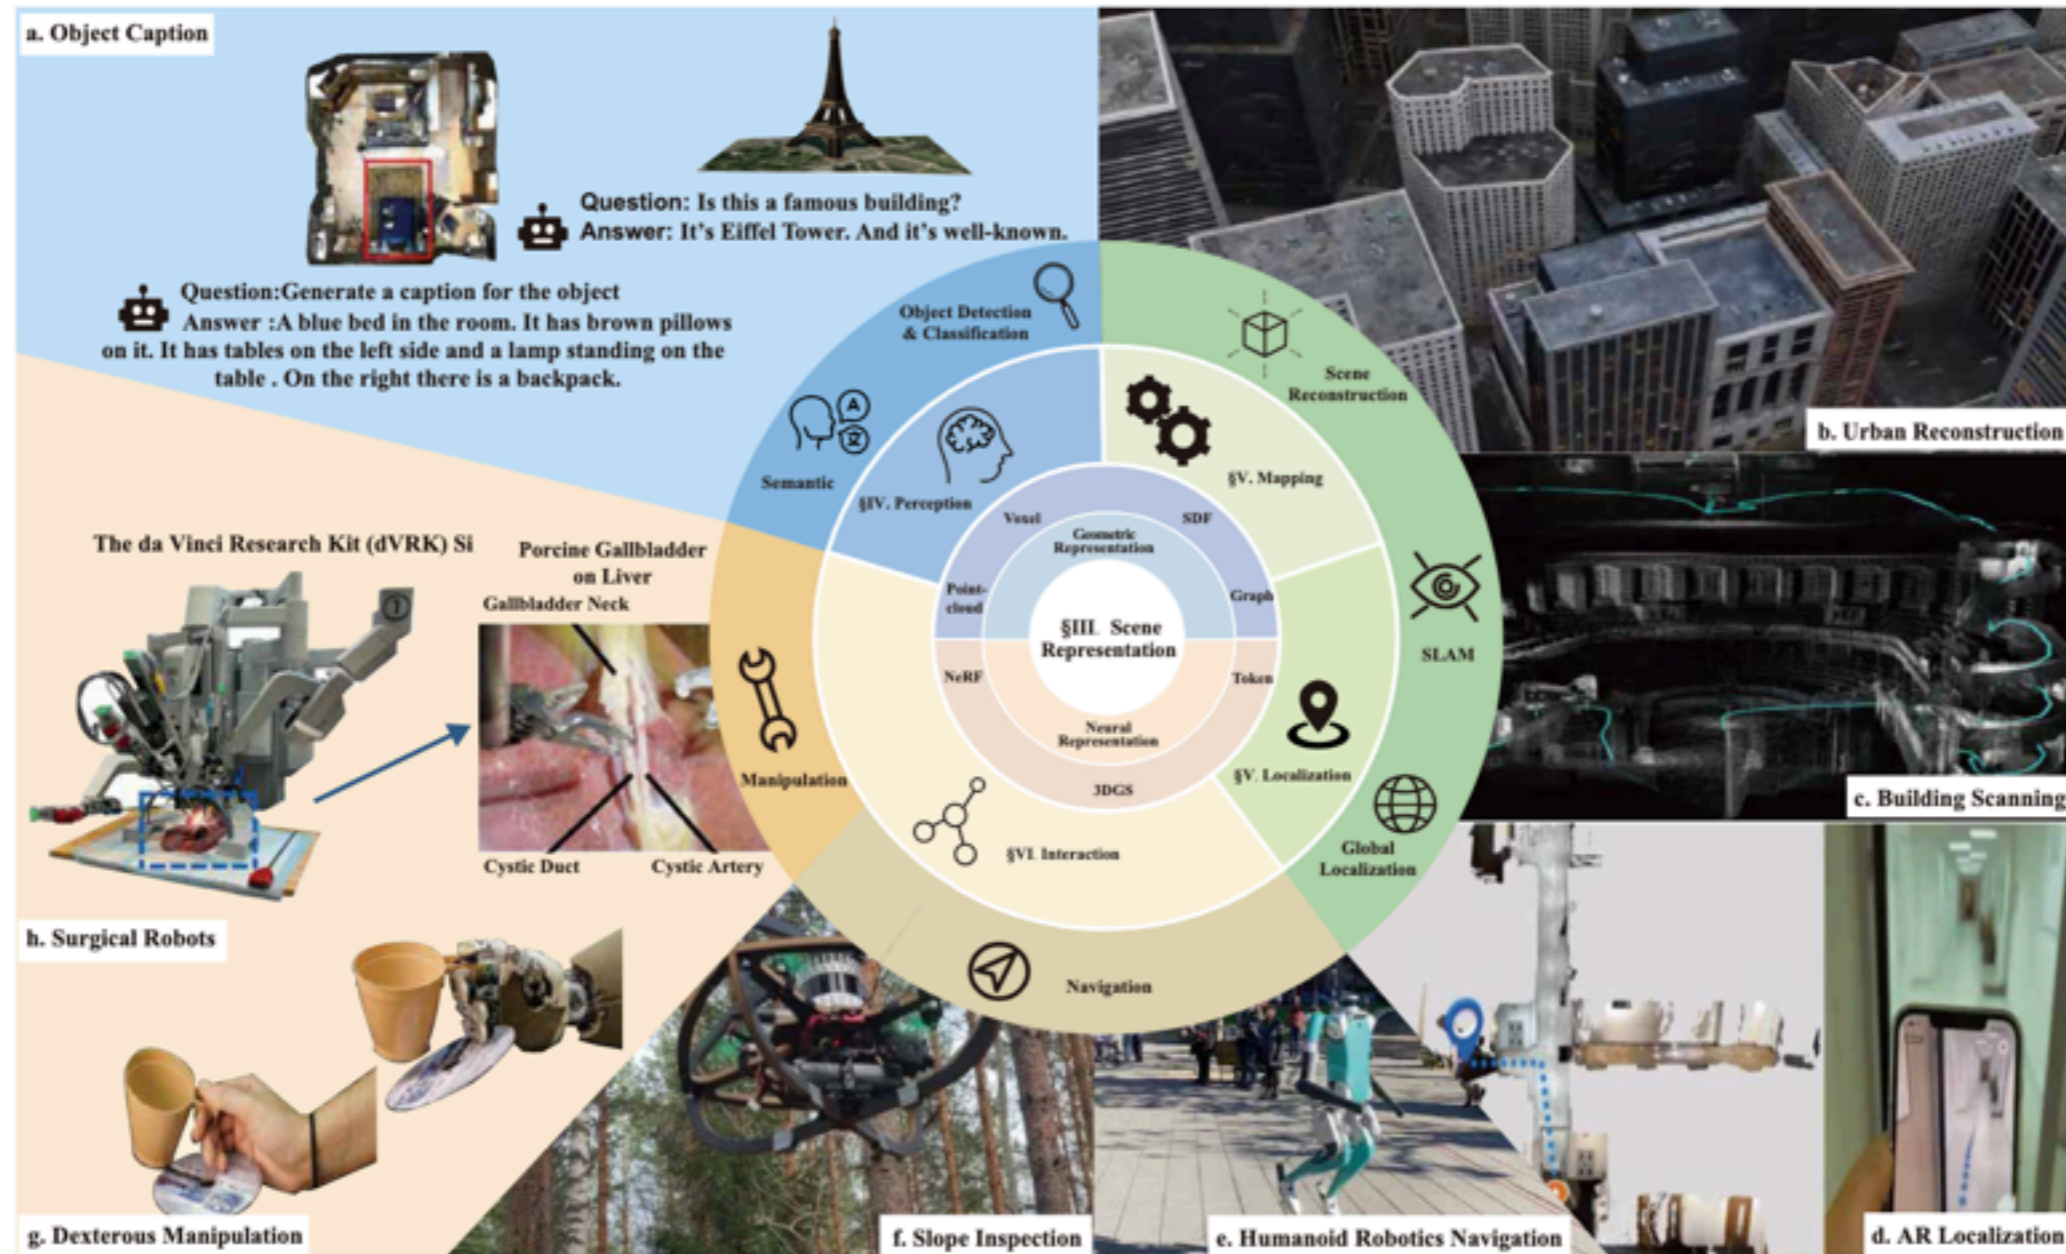 a. Object Caption
Question: Is this a famous building?
Answer: It's Eiffel Tower. And it's well-known.
Question:Generate a caption for the object
Answer :A blue bed in the room. It has brown pillows
on it. It has tables on the left side and a lamp standing on the
table . On the right there is a backpack.
b. Urban Reconstruction
c. Building Scanning
d. AR Localization
e. Humanoid Robotics Navigation
f. Slope Inspection
g. Dexterous Manipulation
h. Surgical Robots
The da Vinci Research Kit (dVRK) Si
Porcine Gallbladder
on Liver
Gallbladder Neck
Cystic Duct
Cystic Artery
①
Object Detection
& Classification
Semantic
A
文
Scene
Reconstruction
SLAM
Global
Localization
Navigation
Manipulation
§IV. Perception
§V. Mapping
§V. Localization
§VI. Interaction
Voxel
SDF
Point-
cloud
Graph
NeRF
Token
3DGS
Geometric
Representation
Neural
Representation
§III. Scene
Representation